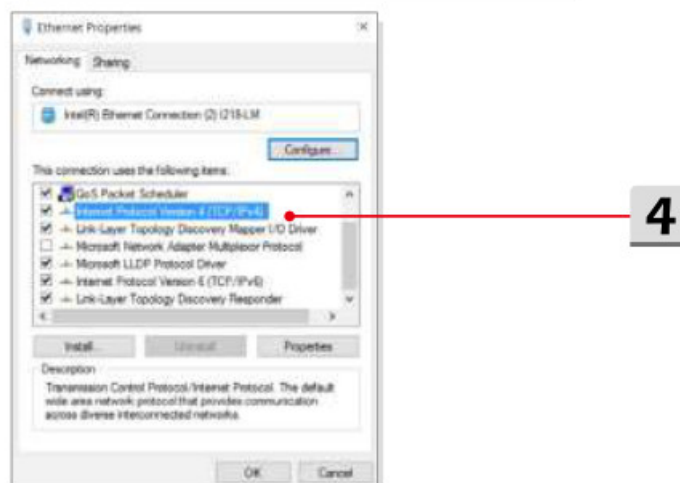 Ethernet Properties
Networking Sharing
Connect using:
Intel(R) Ethernet Connection (2) I218-LM
Configure...
This connection uses the following items:
QoS Packet Scheduler
Internet Protocol Version 4 (TCP/IPv4)
Link-Layer Topology Discovery Mapper I/O Driver
Microsoft Network Adapter Multiplexor Protocol
Microsoft LLDP Protocol Driver
Internet Protocol Version 6 (TCP/IPv6)
Link-Layer Topology Discovery Responder
Install...
Uninstall
Properties
Description
Transmission Control Protocol/Internet Protocol. The default
wide area network protocol that provides communication
across diverse interconnected networks.
OK
Cancel
4